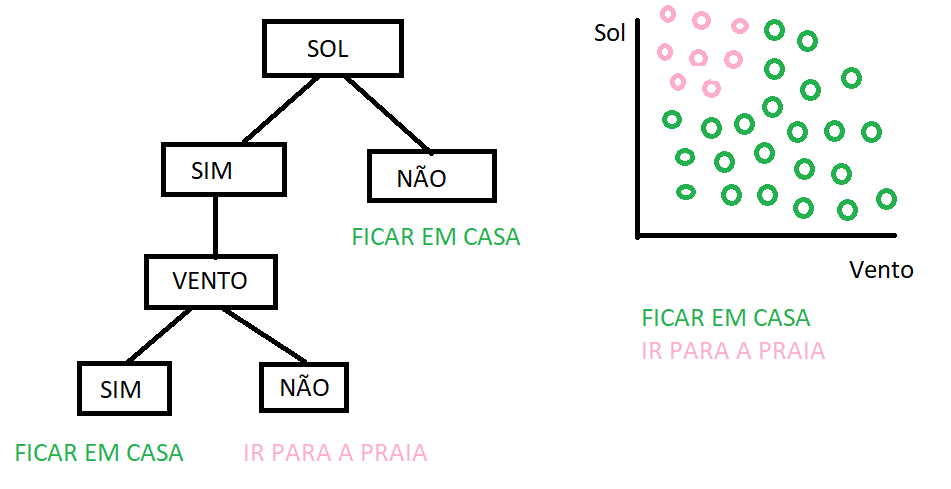 SOL
SIM
NÃO
FICAR EM CASA
VENTO
SIM
NÃO
FICAR EM CASA
IR PARA A PRAIA
Sol
Vento
FICAR EM CASA
IR PARA A PRAIA